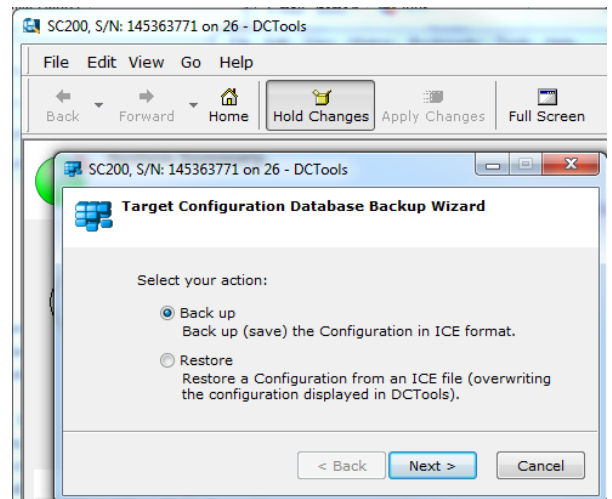 SC200, S/N: 145363771 on 26 - DCTools
File Edit View Go Help
Back Forward Home Hold Changes Apply Changes Full Screen
SC200, S/N: 145363771 on 26 - DCTools
Target Configuration Database Backup Wizard
Select your action:
Back up
Back up (save) the Configuration in ICE format.
Restore
Restore a Configuration from an ICE file (overwriting
the configuration displayed in DCTools).
< Back Next > Cancel